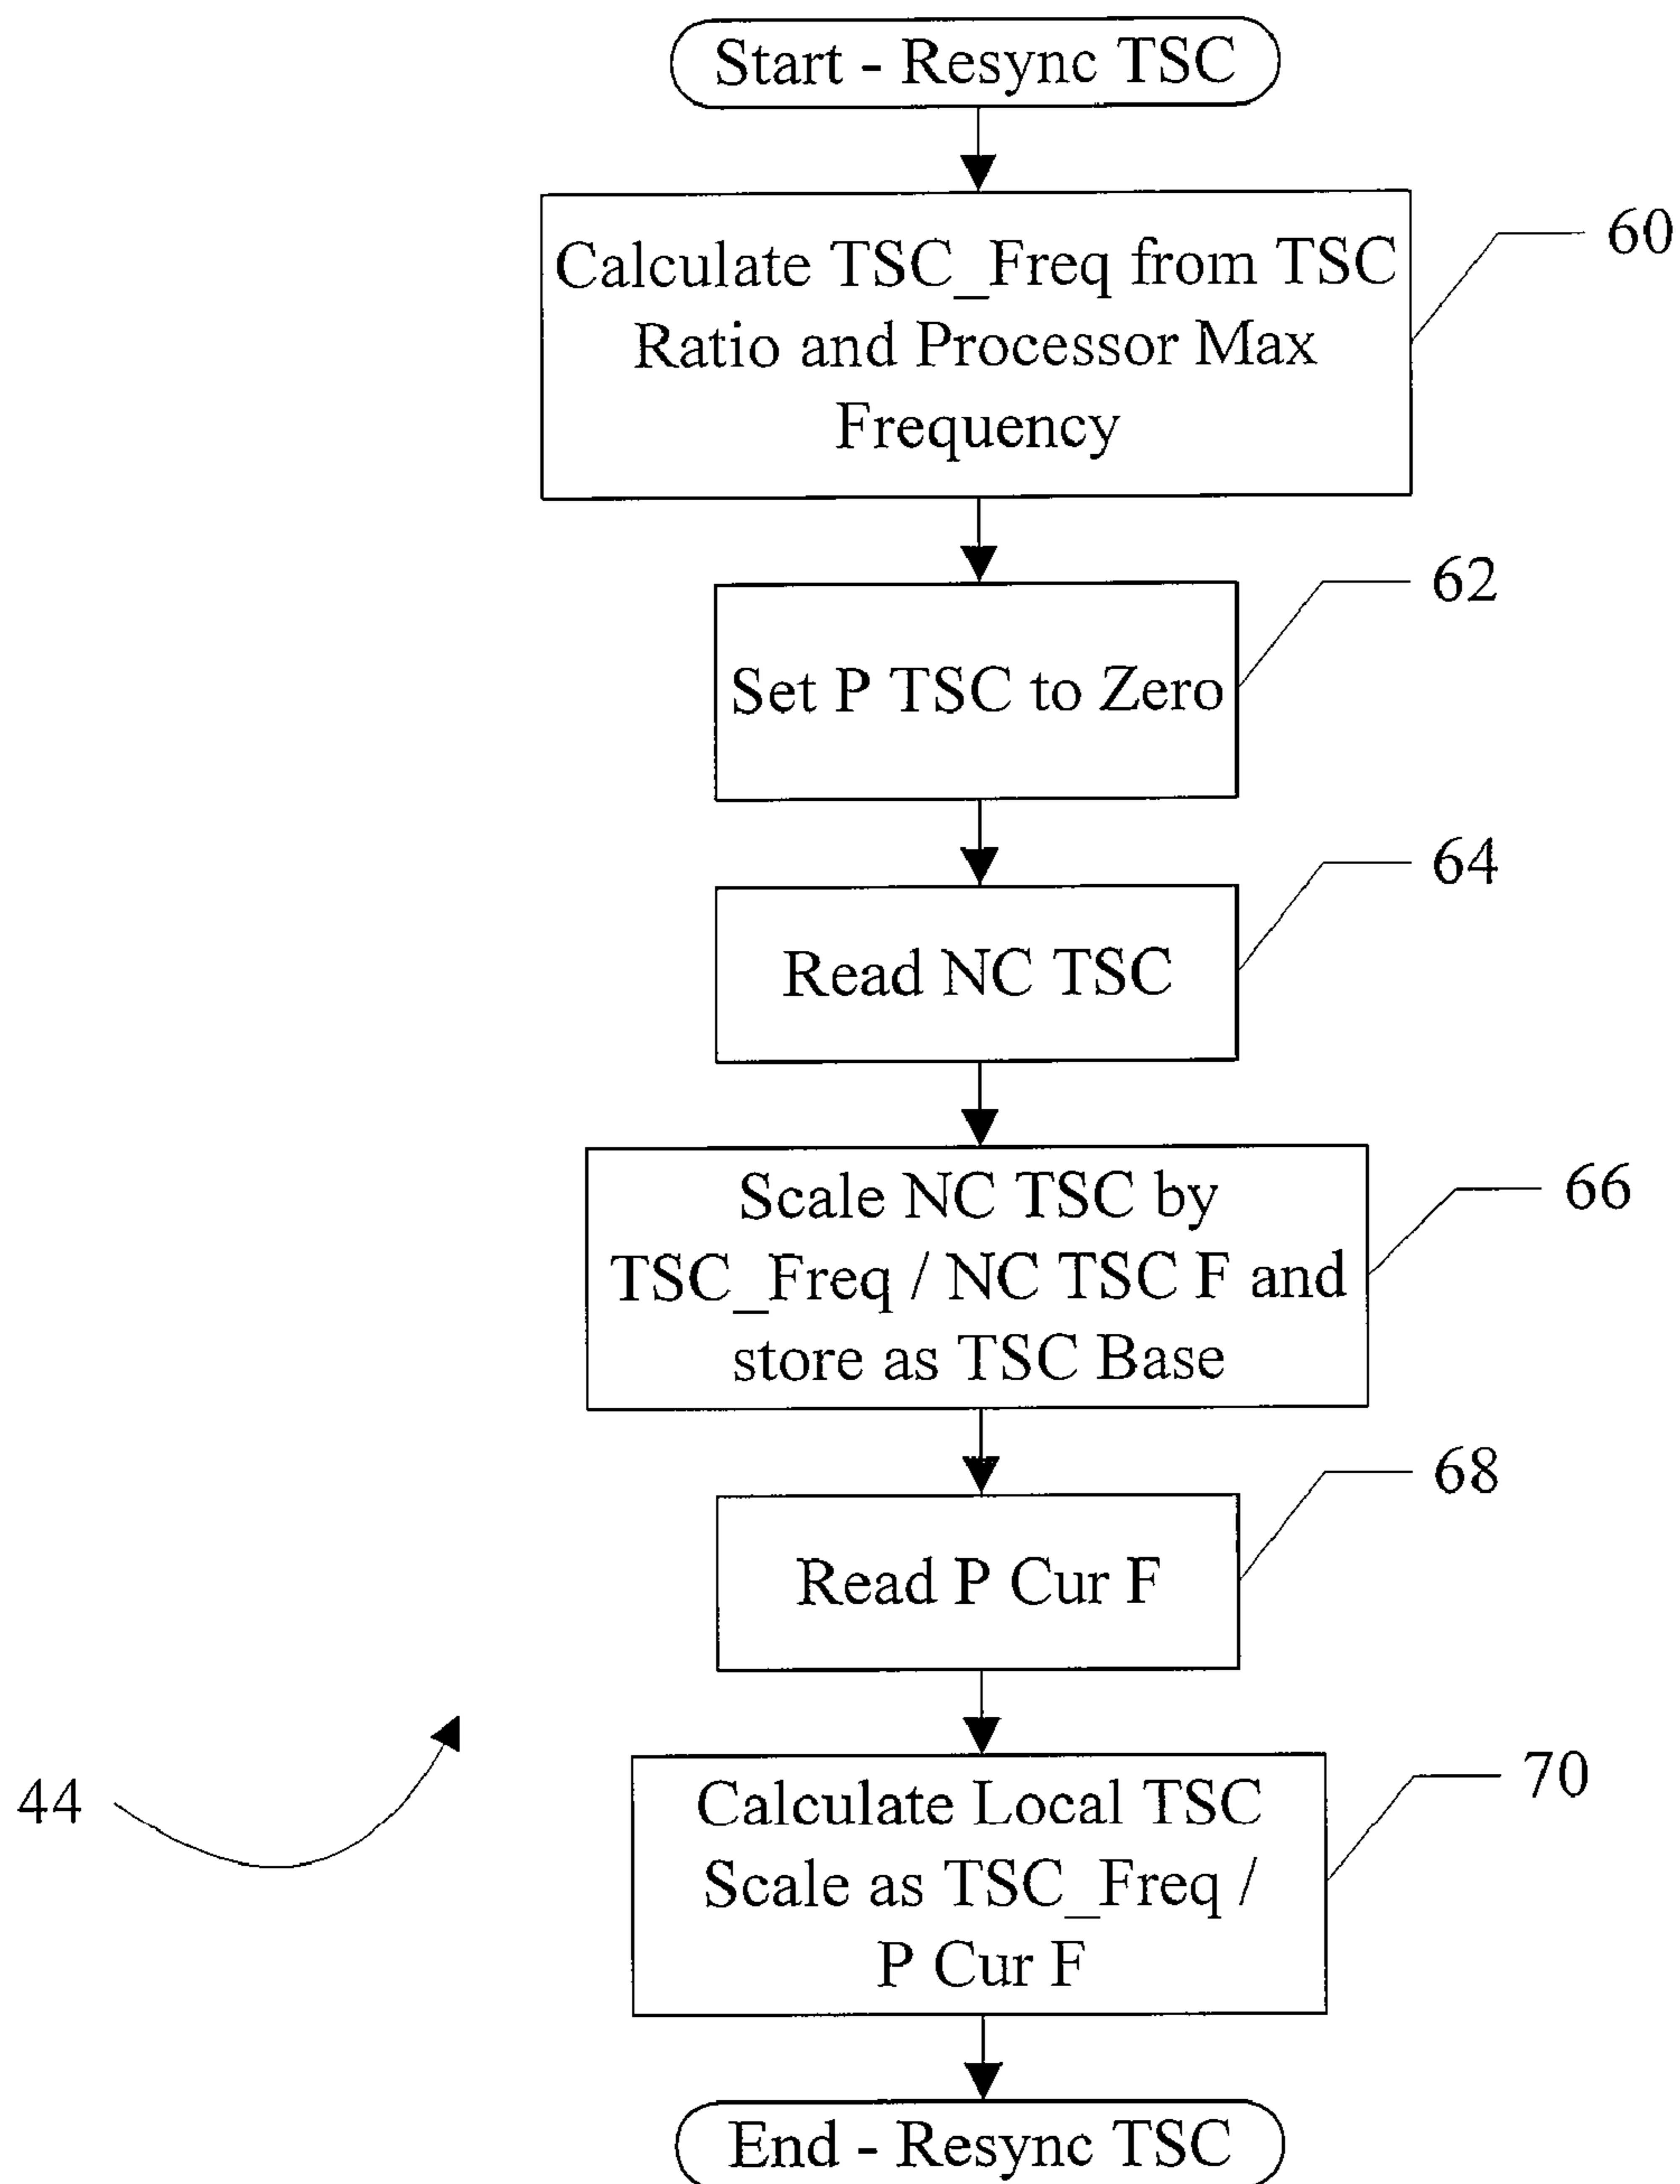 Start - Resync TSC
Calculate TSC_Freq from TSC
Ratio and Processor Max
Frequency
60
Set P TSC to Zero
62
Read NC TSC
64
Scale NC TSC by
TSC_Freq / NC TSC F and
store as TSC Base
66
Read P Cur F
68
Calculate Local TSC
Scale as TSC_Freq /
P Cur F
70
44
End - Resync TSC